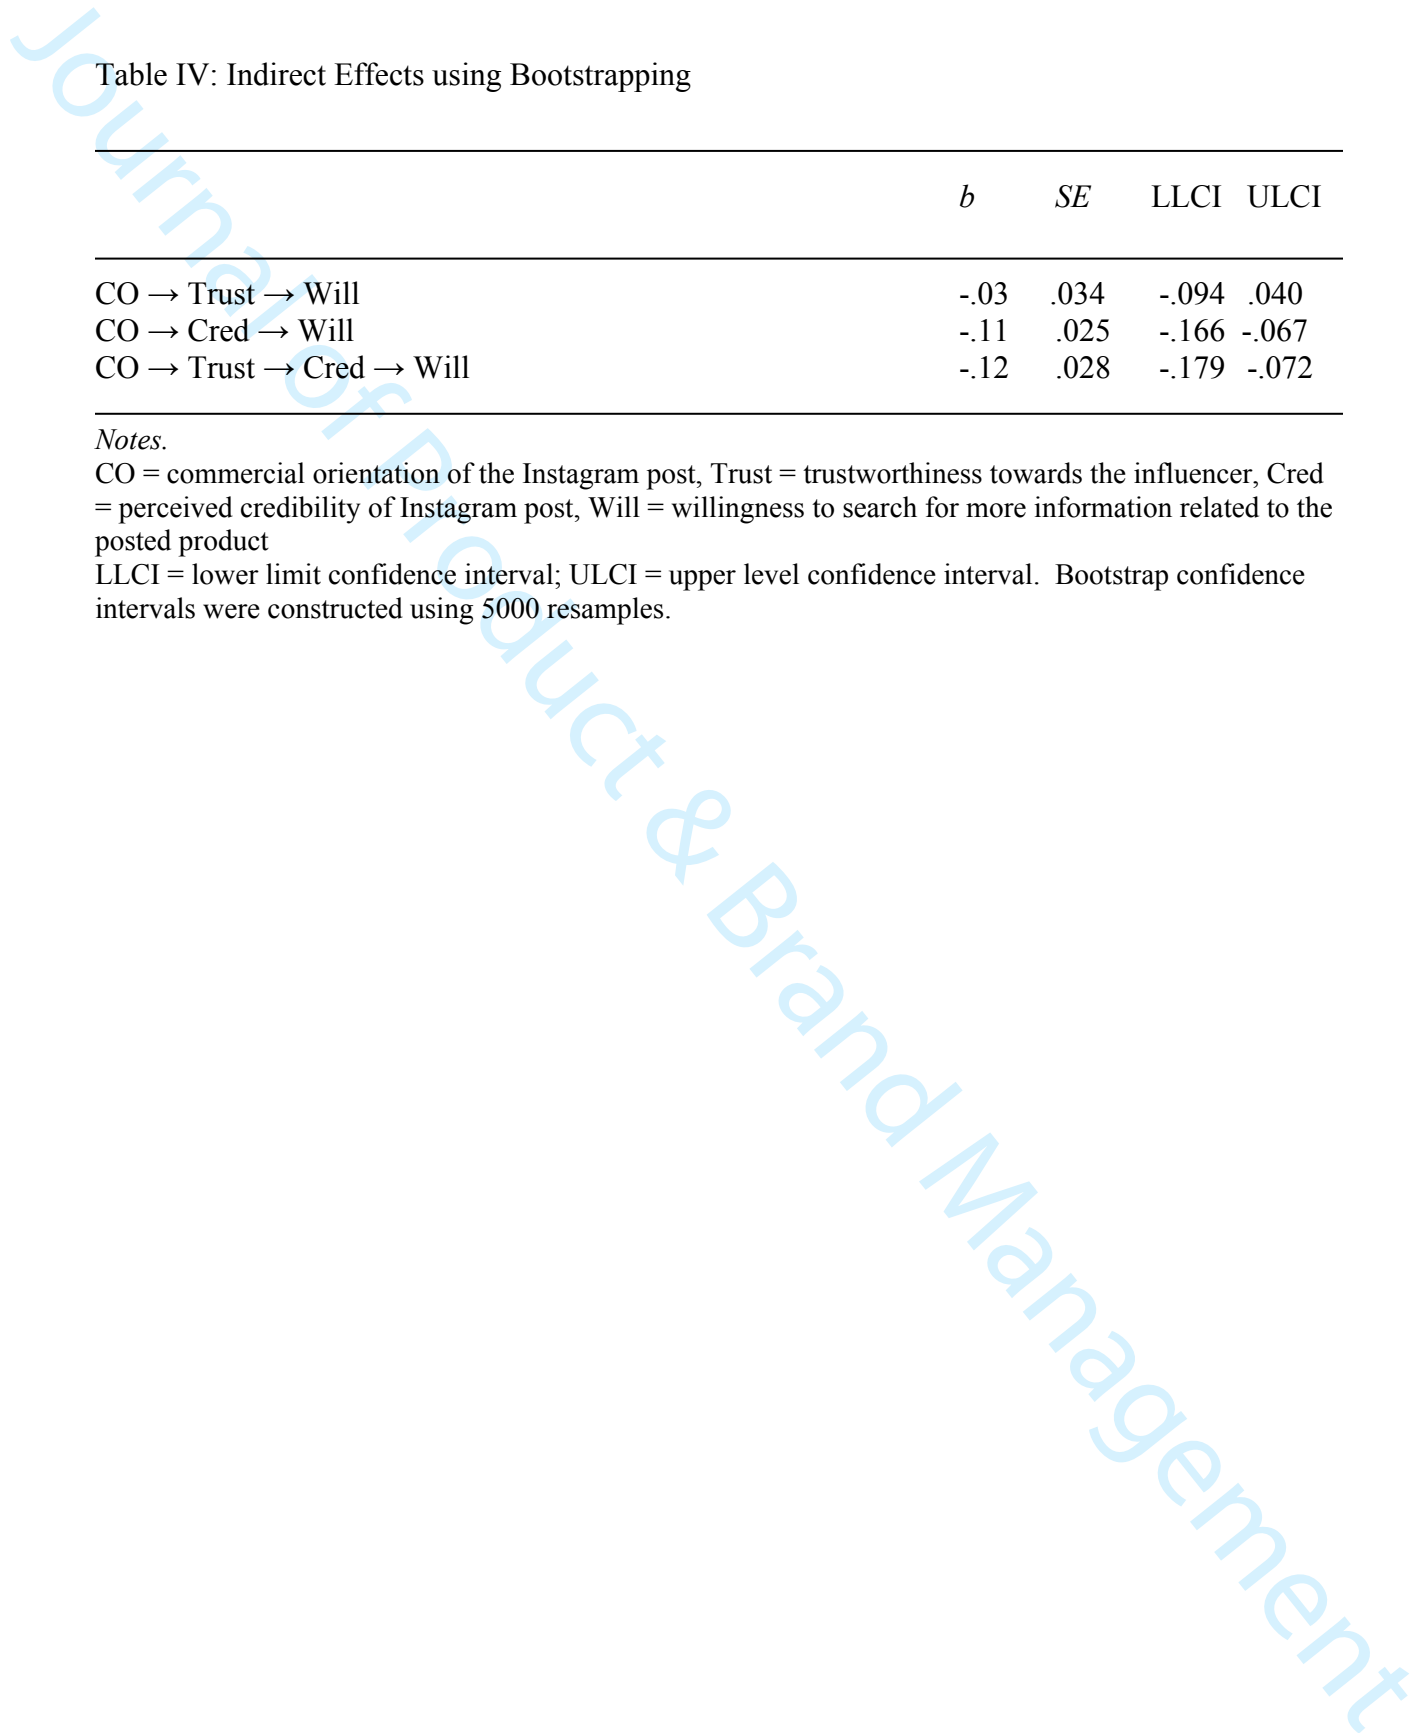 Table IV: Indirect Effects using Bootstrapping
b SE LLCI ULCI
CO → Trust → Will -.03 .034 -.094 .040
CO → Cred → Will -.11 .025 -.166 -.067
CO → Trust → Cred → Will -.12 .028 -.179 -.072
Notes.
CO = commercial orientation of the Instagram post, Trust = trustworthiness towards the influencer, Cred
= perceived credibility of Instagram post, Will = willingness to search for more information related to the
posted product
LLCI = lower limit confidence interval; ULCI = upper level confidence interval.  Bootstrap confidence
intervals were constructed using 5000 resamples.
Journal of Product & Brand Management